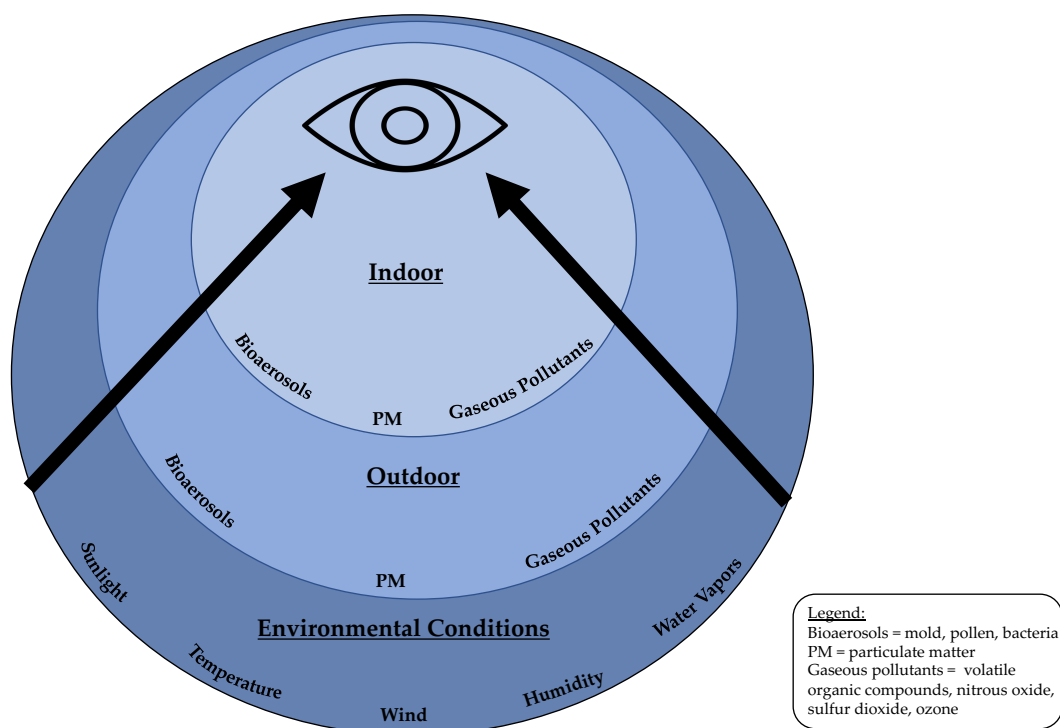 Indoor
Bioaerosols
PM
Gaseous Pollutants
Outdoor
Bioaerosols
PM
Gaseous Pollutants
Environmental Conditions
Sunlight
Temperature
Wind
Humidity
Water Vapors
Legend:
Bioaerosols = mold, pollen, bacteria
PM = particulate matter
Gaseous pollutants = volatile
organic compounds, nitrous oxide,
sulfur dioxide, ozone